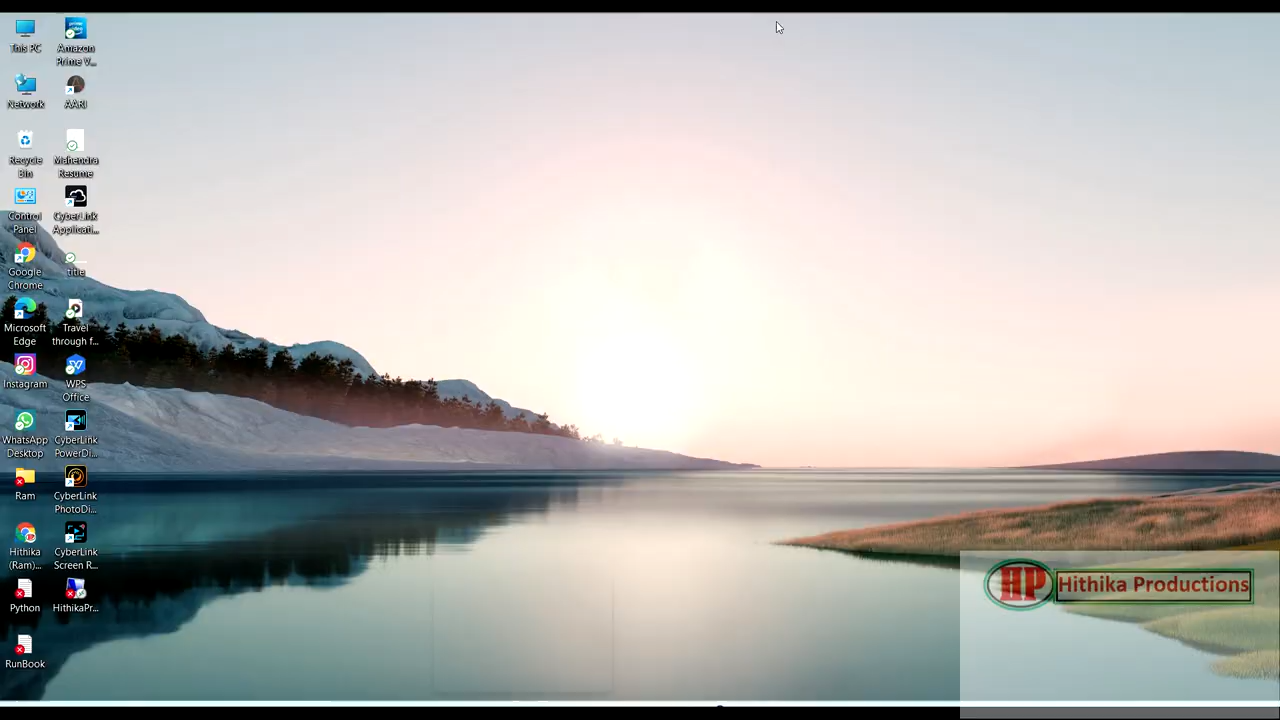 This PC
Amazon
Prime V...
Network
AARI
Recycle
Bin
Mahendra
Resume
Control
Panel
CyberLink
Applicati...
Google
Chrome
title
Microsoft
Edge
Travel
through f...
Instagram
WPS
Office
WhatsApp
Desktop
CyberLink
PowerDi...
Ram
CyberLink
PhotoDi...
Hithika
(Ram)...
CyberLink
Screen R...
Python
HithikaPr...
RunBook
HP
Hithika Productions